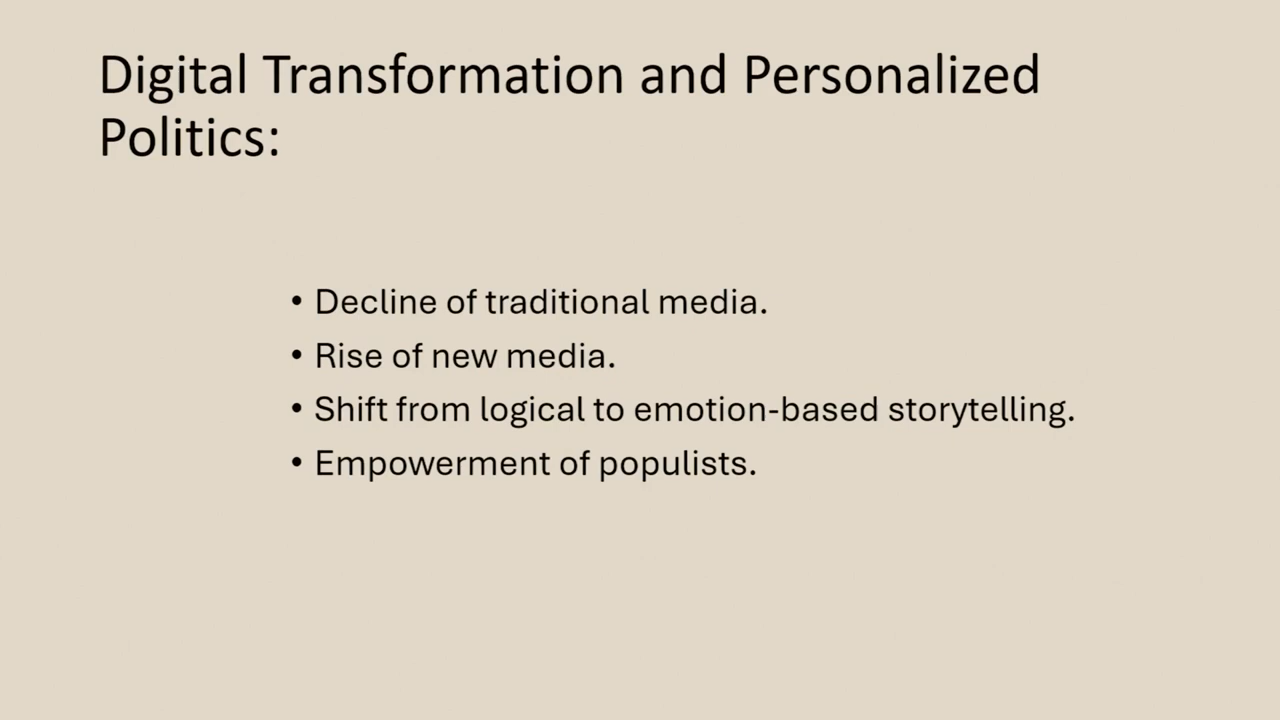 Digital Transformation and Personalized
Politics:
• Decline of traditional media.
• Rise of new media.
• Shift from logical to emotion-based storytelling.
• Empowerment of populists.